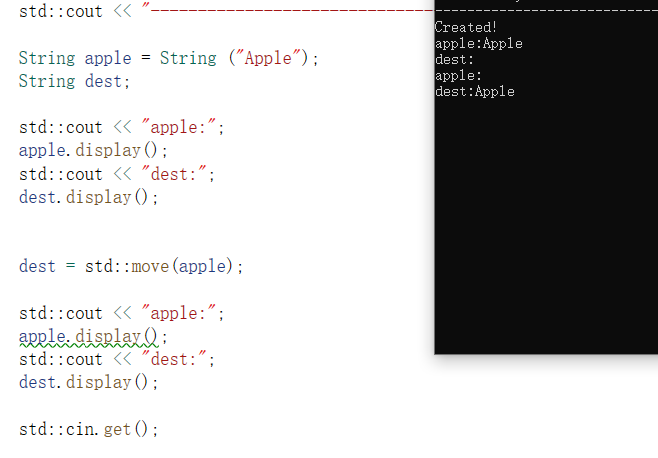 std::cout << "--------------------------------
String apple = String ("Apple");
String dest;
std::cout << "apple:";
apple.display();
std::cout << "dest:";
dest.display();
dest = std::move(apple);
std::cout << "apple:";
apple.display();
std::cout << "dest:";
dest.display();
std::cin.get();
----------------------------
Created!
apple:Apple
dest:
apple:
dest:Apple